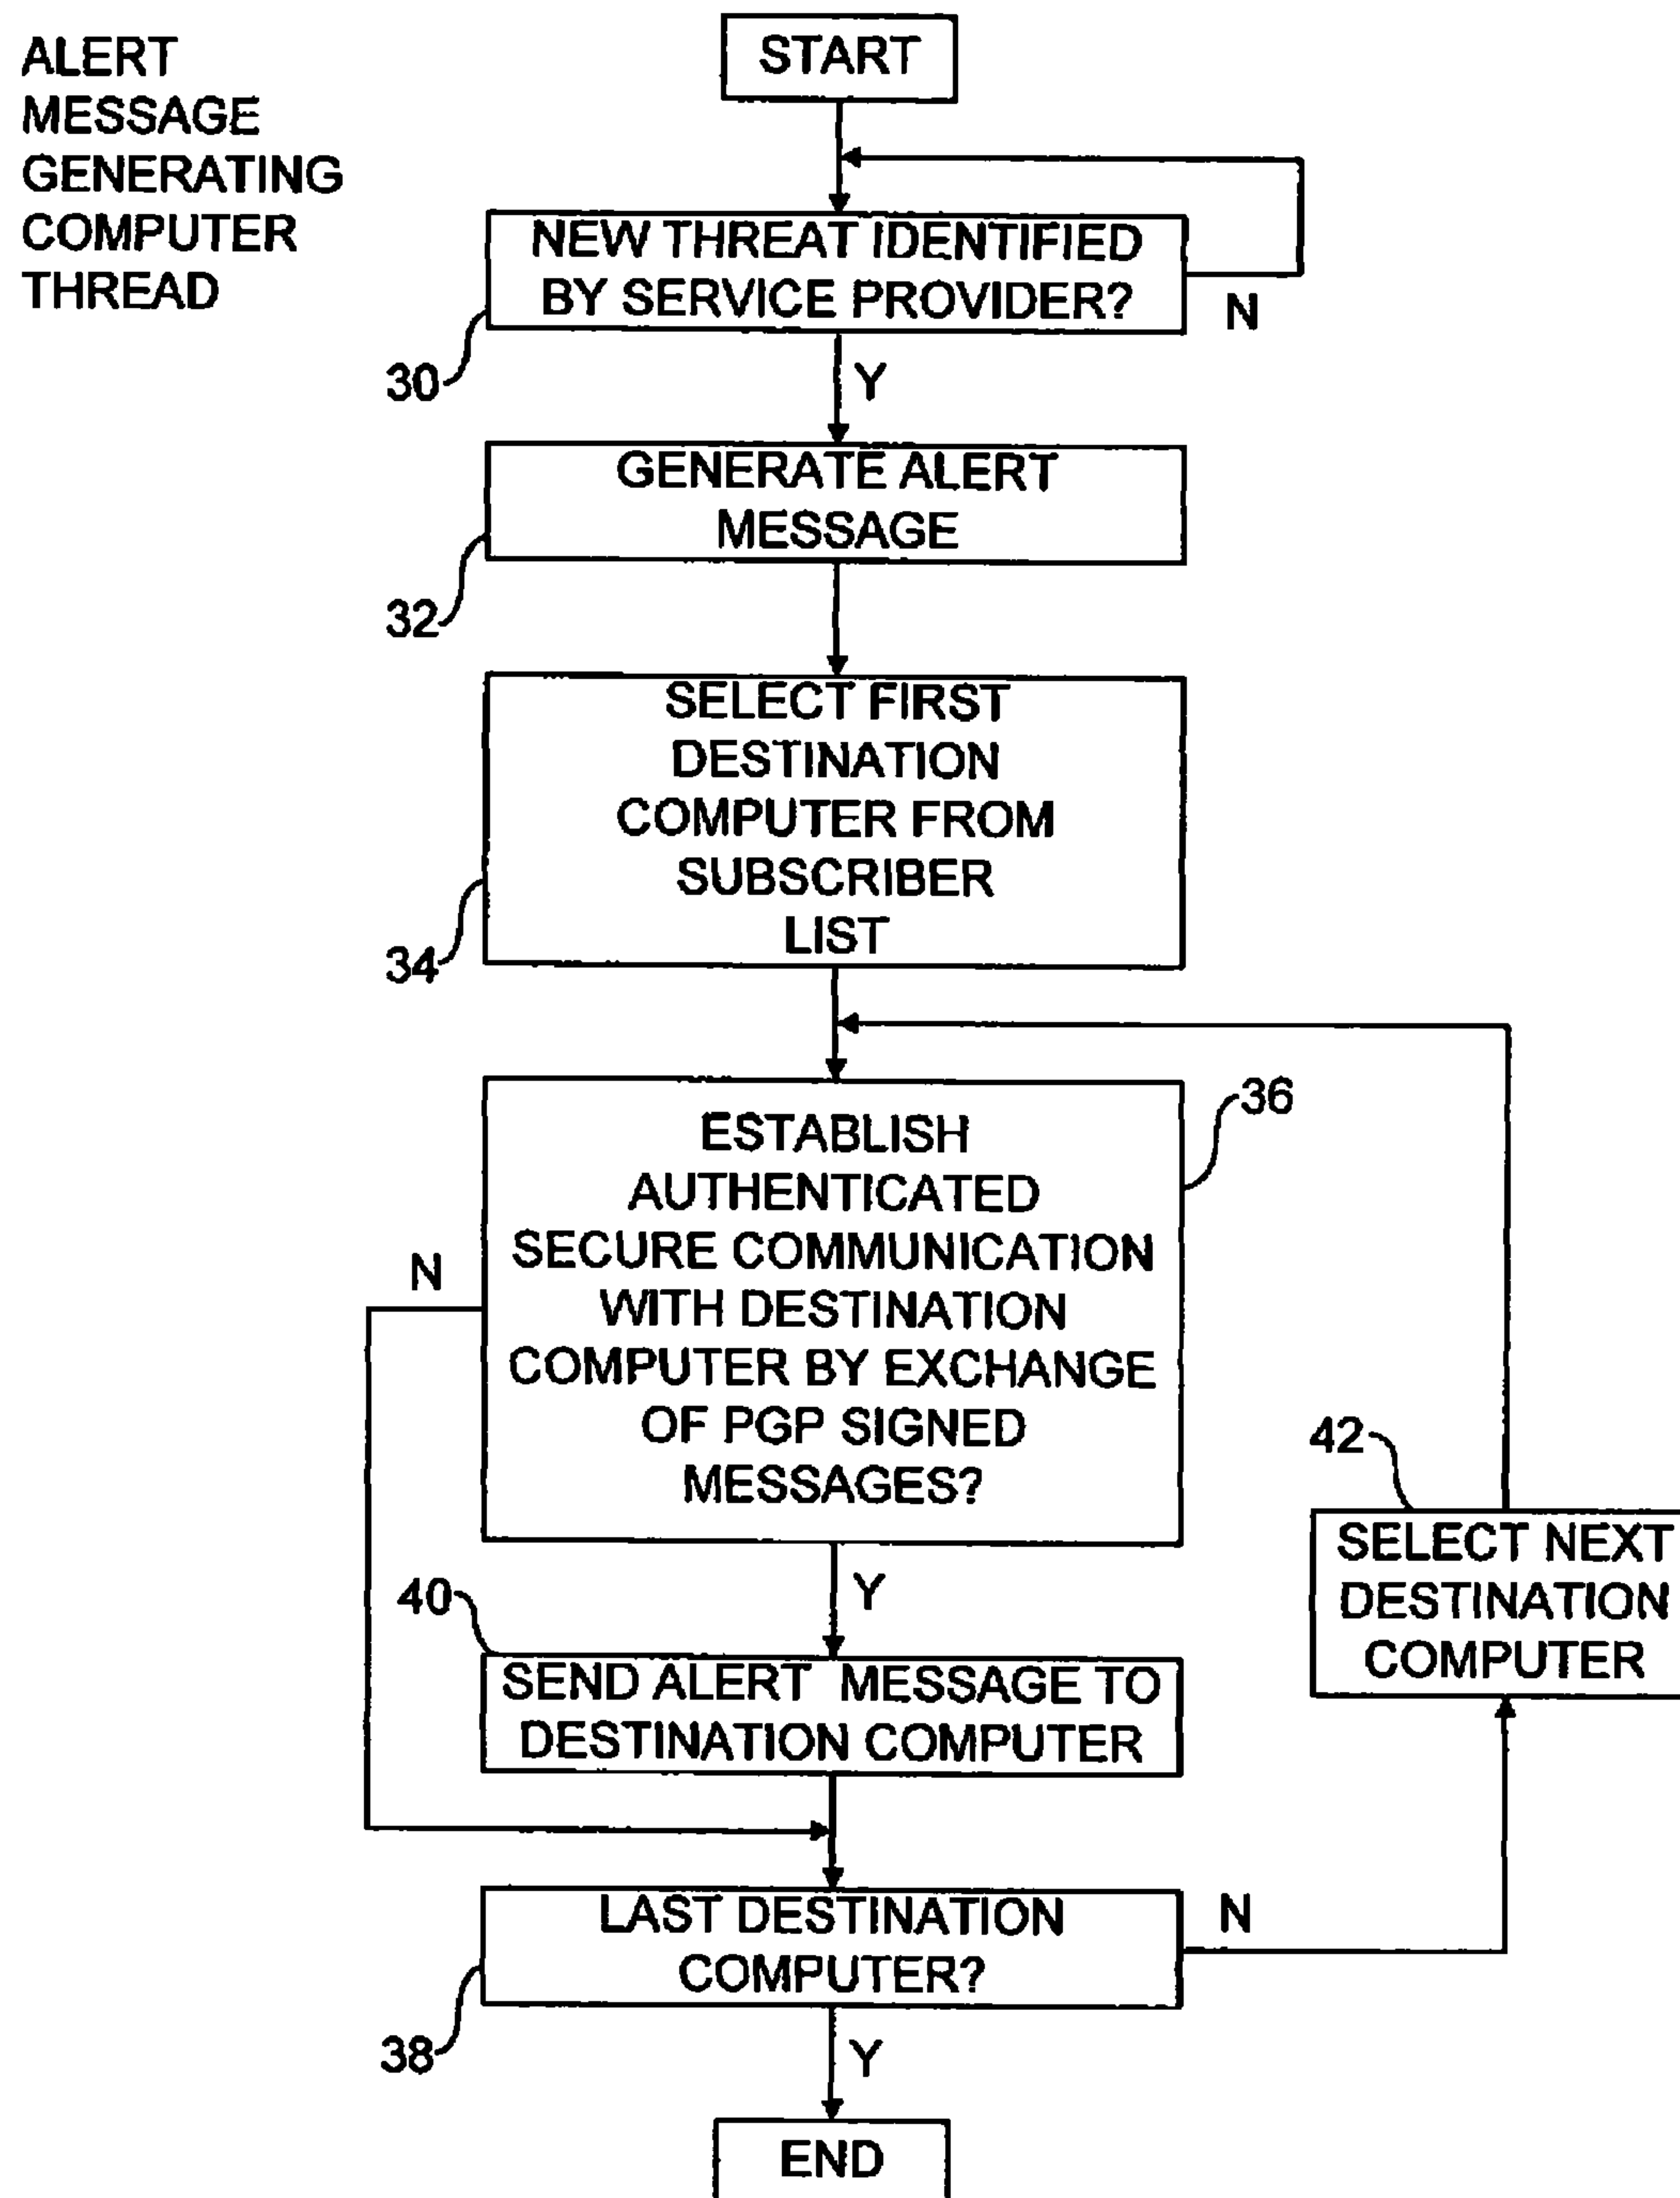 ALERT
MESSAGE
GENERATING
COMPUTER
THREAD
START
NEW THREAT IDENTIFIED
BY SERVICE PROVIDER?
N
30
Y
GENERATE ALERT
MESSAGE
32
SELECT FIRST
DESTINATION
COMPUTER FROM
SUBSCRIBER
LIST
34
36
ESTABLISH
AUTHENTICATED
SECURE COMMUNICATION
WITH DESTINATION
COMPUTER BY EXCHANGE
OF PGP SIGNED
MESSAGES?
N
42
SELECT NEXT
DESTINATION
COMPUTER
Y
40
SEND ALERT MESSAGE TO
DESTINATION COMPUTER
LAST DESTINATION
COMPUTER?
N
38
Y
END